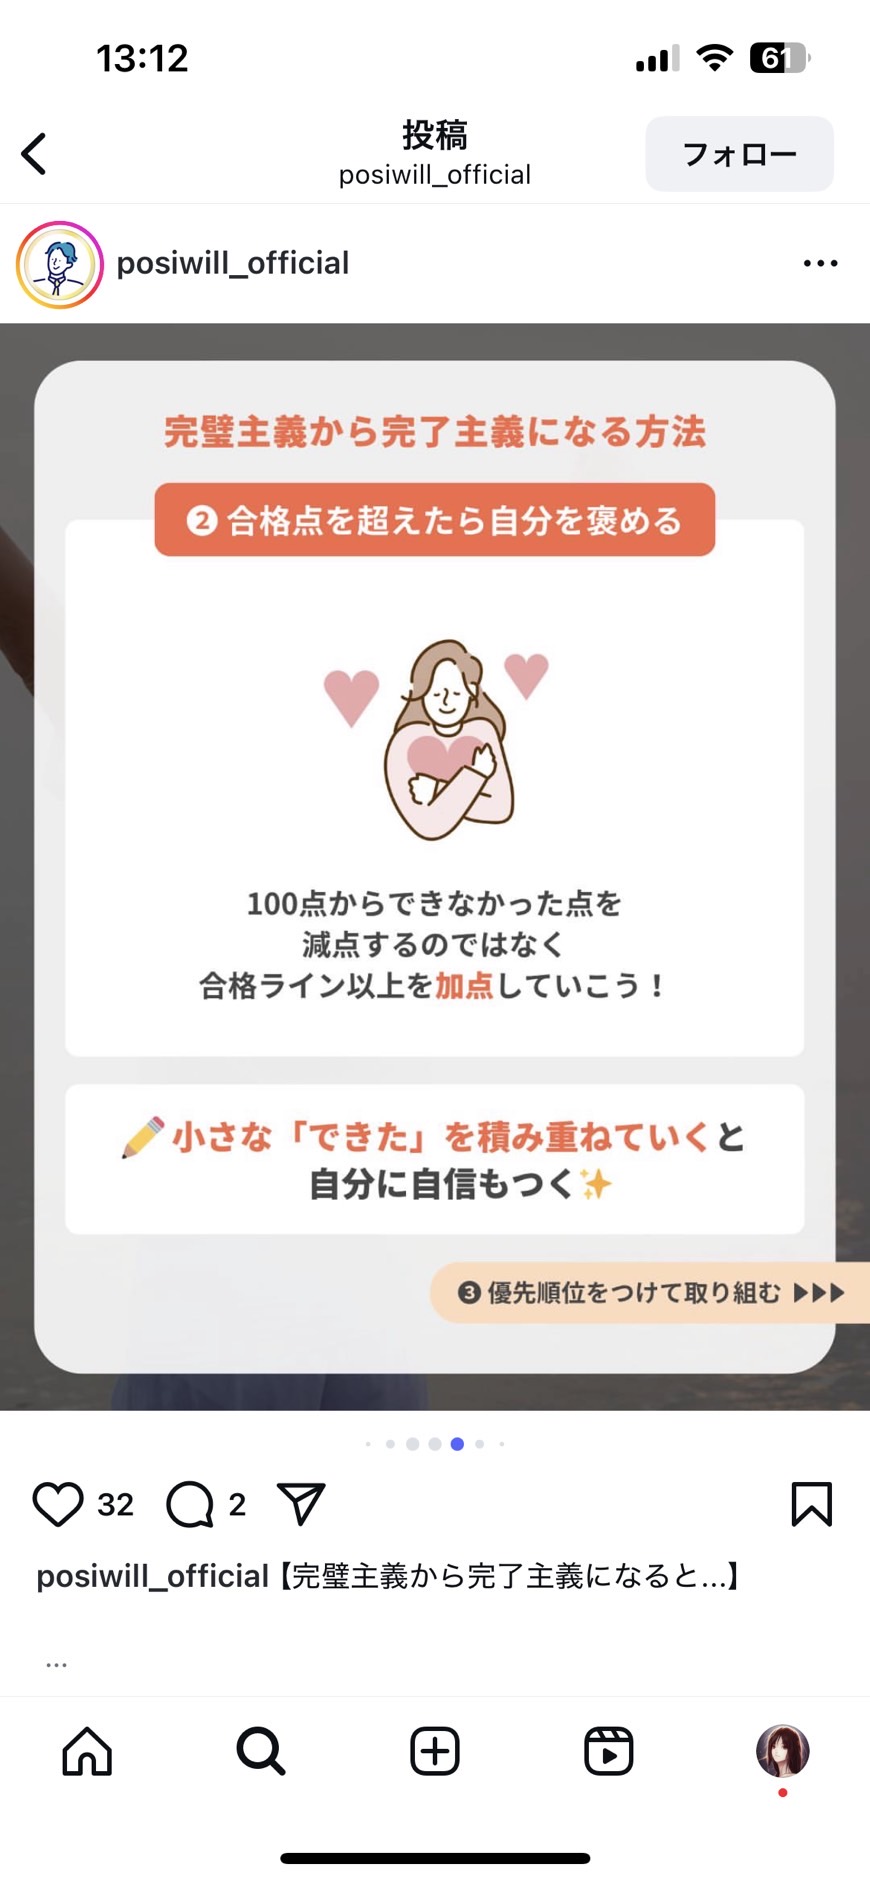 13:12
61
投稿
posiwill_official
フォロー
posiwill_official
完璧主義から完了主義になる方法
❷ 合格点を超えたら自分を褒める
100点からできなかった点を
減点するのではなく
合格ライン以上を加点していこう！
小さな「できた」を積み重ねていくと
自分に自信もつく✨
❸ 優先順位をつけて取り組む ▶▶▶
32
2
posiwill_official【完璧主義から完了主義になると...】
...